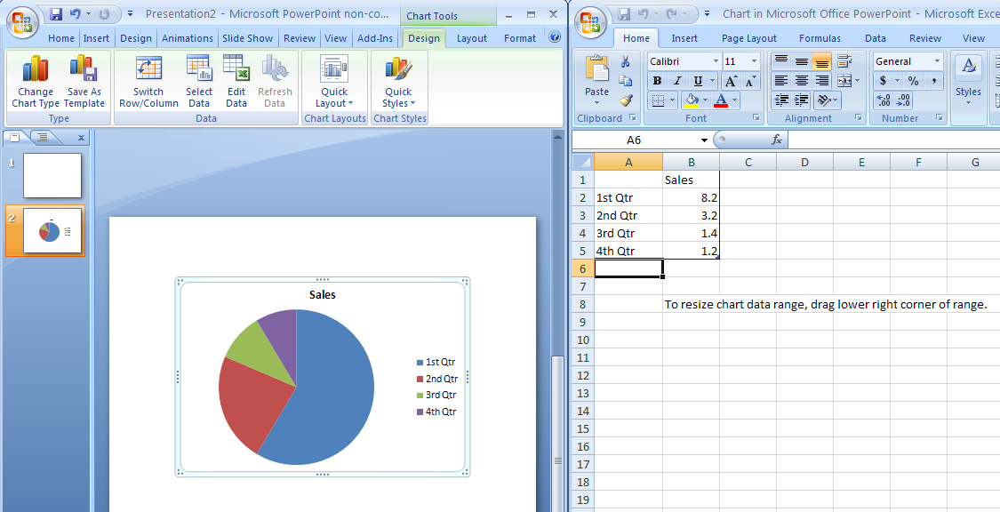 Presentation2 - Microsoft PowerPoint non-co...
Chart Tools
Home Insert Design Animations Slide Show Review View Add-Ins Design Layout Format
Change Chart Type
Save As Template
Type
Switch Row/Column
Select Data
Edit Data
Refresh Data
Data
Quick Layout
Chart Layouts
Quick Styles
Chart Styles
1
2
Sales
1st Qtr
2nd Qtr
3rd Qtr
4th Qtr
Chart in Microsoft Office PowerPoint - Microsoft Exce
Home Insert Page Layout Formulas Data Review View
Paste
Clipboard
Calibri 11
B I U A A
A
Font
Alignment
General
$ % ,
.0 .00
.00 .0
Number
A
Styles
A6 fx
A B C D E F G
1 Sales
2 1st Qtr 8.2
3 2nd Qtr 3.2
4 3rd Qtr 1.4
5 4th Qtr 1.2
6
7
8 To resize chart data range, drag lower right corner of range.
9
10
11
12
13
14
15
16
17
18
19